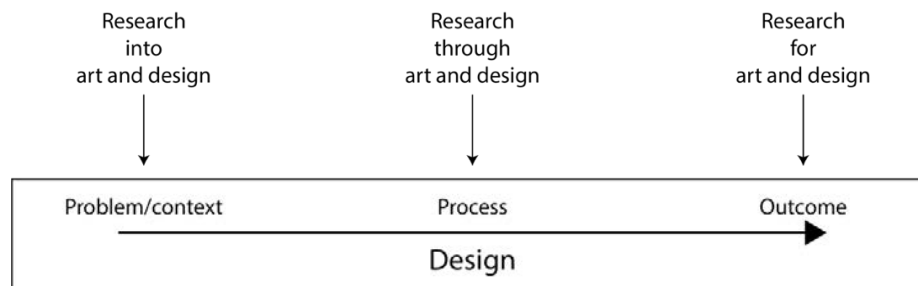 Research
into
art and design
Research
through
art and design
Research
for
art and design
Problem/context
Process
Outcome
Design